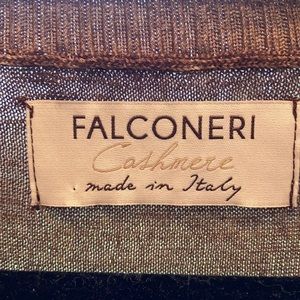 FALCONERI
Cashmere
. made in Italy